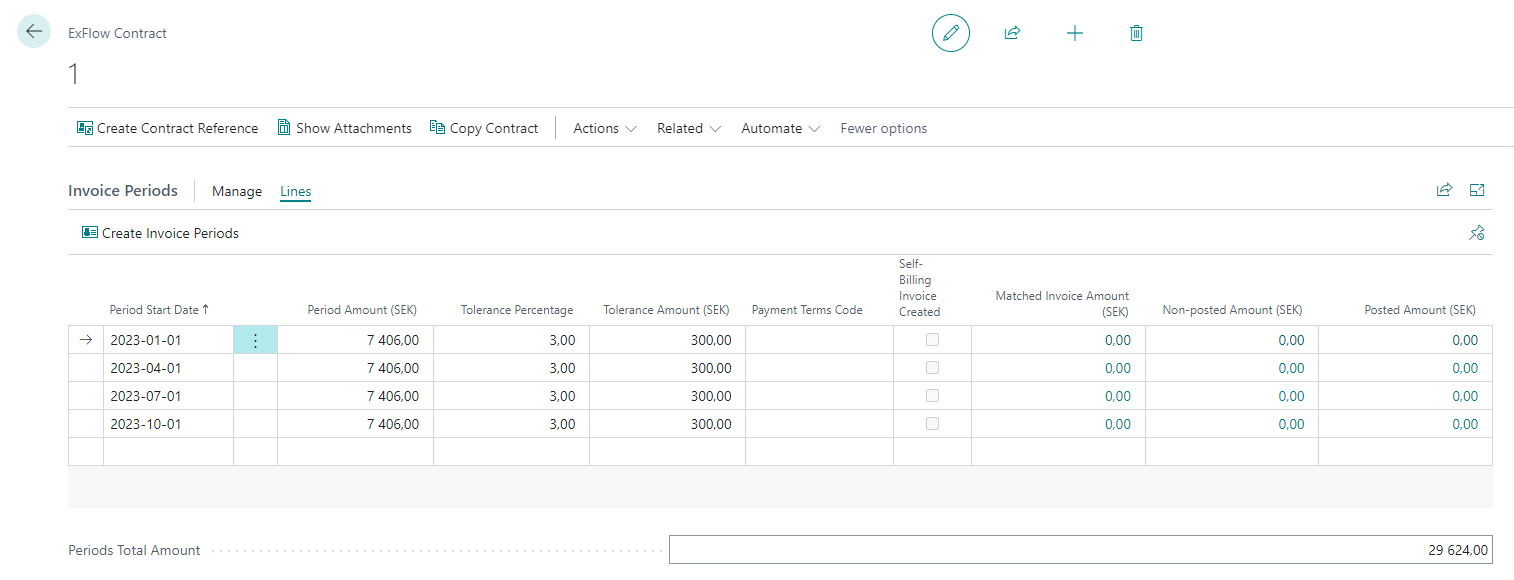 ExFlow Contract
1
Create Contract Reference Show Attachments Copy Contract Actions Related Automate Fewer options
Invoice Periods Manage Lines
Create Invoice Periods
Period Start Date ↑ Period Amount (SEK) Tolerance Percentage Tolerance Amount (SEK) Payment Terms Code Self-Billing Invoice Created Matched Invoice Amount (SEK) Non-posted Amount (SEK) Posted Amount (SEK)
→ 2023-01-01 ⋮ 7 406,00 3,00 300,00 0,00 0,00 0,00
2023-04-01 7 406,00 3,00 300,00 0,00 0,00 0,00
2023-07-01 7 406,00 3,00 300,00 0,00 0,00 0,00
2023-10-01 7 406,00 3,00 300,00 0,00 0,00 0,00
Periods Total Amount 29 624,00